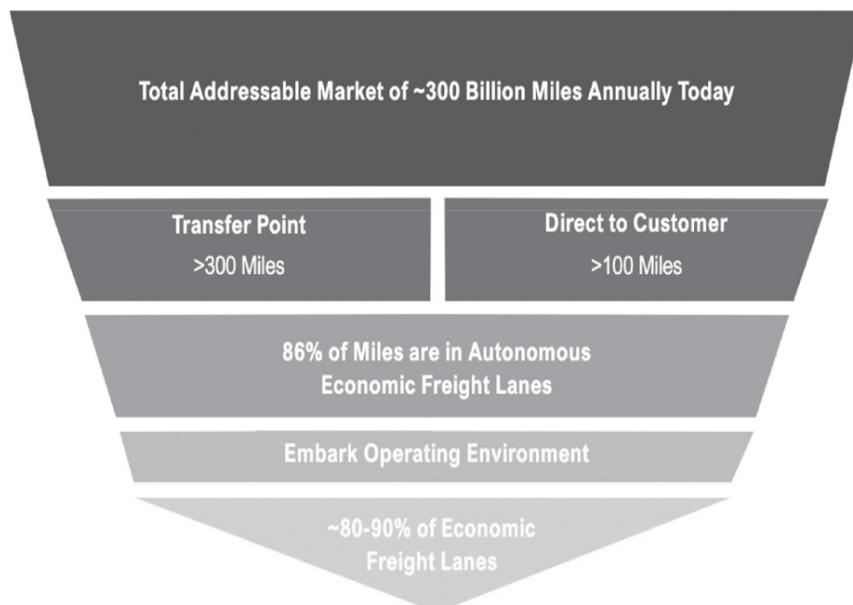 Total Addressable Market of ~300 Billion Miles Annually Today
Transfer Point
>300 Miles
Direct to Customer
>100 Miles
86% of Miles are in Autonomous
Economic Freight Lanes
Embark Operating Environment
~80-90% of Economic
Freight Lanes